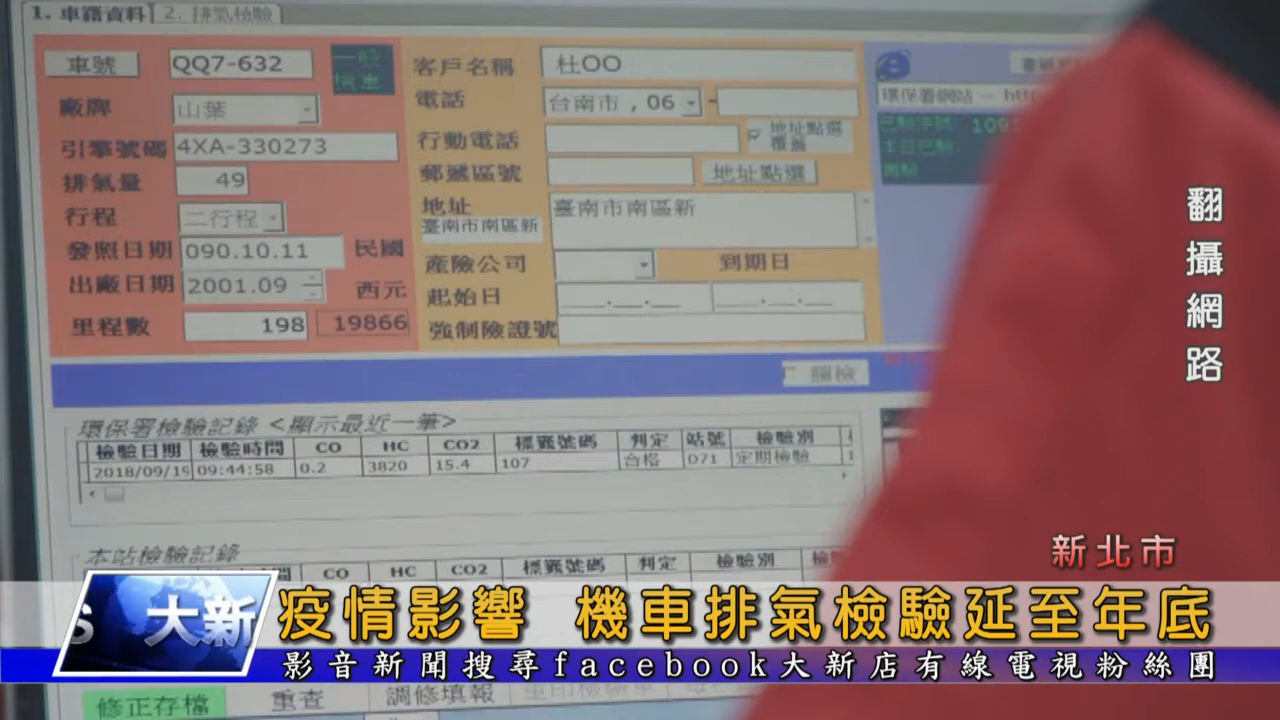 1. 車籍資料 2. 排氣檢驗
車號 QQ7-632 一般機車
廠牌 山葉
引擎號碼 4XA-330273
排氣量 49
行程 二行程
發照日期 090.10.11 民國
出廠日期 2001.09 西元
里程數 198 19866
客戶名稱 杜OO
電話 台南市,06 -
行動電話 地址點選覆蓋
郵遞區號 地址點選
地址 臺南市南區新
臺南市南區新
產險公司 到期日
起始日
強制險證號
環保署網站 - http
1091
本日已驗:
翻攝網路
環保署檢驗記錄 <顯示最近一筆>
檢驗日期 檢驗時間 CO HC CO2 標籤號碼 判定 站號 檢驗別
2018/09/19 09:44:58 0.2 3820 15.4 107 合格 D71 定期檢驗
本站檢驗記錄
CO HC CO2 標籤號碼 判定 檢驗別
新北市
S 大新
疫情影響 機車排氣檢驗延至年底
影音新聞搜尋facebook大新店有線電視粉絲團
修正存檔 重查 調修填報